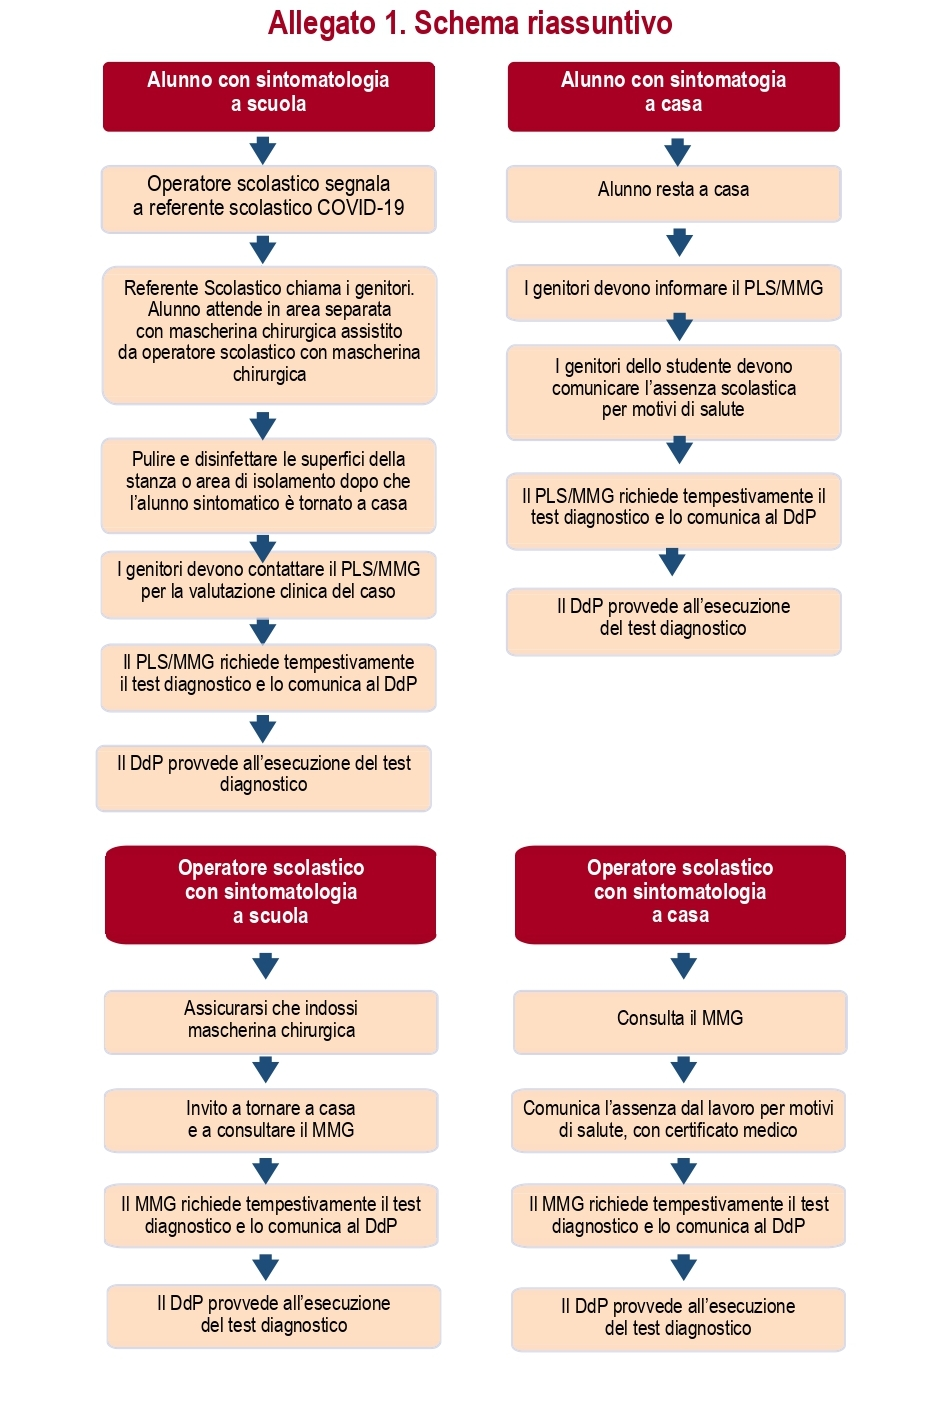 Allegato 1. Schema riassuntivo
Alunno con sintomatologia
a scuola
Operatore scolastico segnala
a referente scolastico COVID-19
Referente Scolastico chiama i genitori.
Alunno attende in area separata
con mascherina chirurgica assistito
da operatore scolastico con mascherina
chirurgica
Pulire e disinfettare le superfici della
stanza o area di isolamento dopo che
l’alunno sintomatico è tornato a casa
I genitori devono contattare il PLS/MMG
per la valutazione clinica del caso
Il PLS/MMG richiede tempestivamente
il test diagnostico e lo comunica al DdP
Il DdP provvede all’esecuzione del test
diagnostico
Alunno con sintomatogia
a casa
Alunno resta a casa
I genitori devono informare il PLS/MMG
I genitori dello studente devono
comunicare l’assenza scolastica
per motivi di salute
Il PLS/MMG richiede tempestivamente il
test diagnostico e lo comunica al DdP
Il DdP provvede all’esecuzione
del test diagnostico
Operatore scolastico
con sintomatologia
a scuola
Assicurarsi che indossi
mascherina chirurgica
Invito a tornare a casa
e a consultare il MMG
Il MMG richiede tempestivamente il test
diagnostico e lo comunica al DdP
Il DdP provvede all’esecuzione
del test diagnostico
Operatore scolastico
con sintomatologia
a casa
Consulta il MMG
Comunica l’assenza dal lavoro per motivi
di salute, con certificato medico
Il MMG richiede tempestivamente il test
diagnostico e lo comunica al DdP
Il DdP provvede all’esecuzione
del test diagnostico